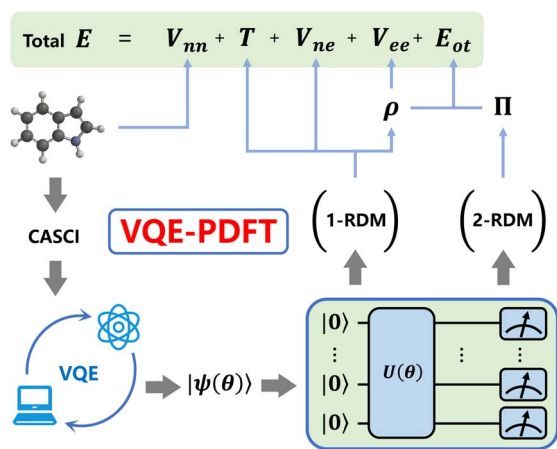 Total E = V_nn + T + V_ne + V_ee + E_ot
ρ Π
(1-RDM) (2-RDM)
CASCI
VQE-PDFT
VQE
|ψ(θ)⟩
|0⟩
⋮ ⋮ ⋮
|0⟩
U(θ)
|0⟩